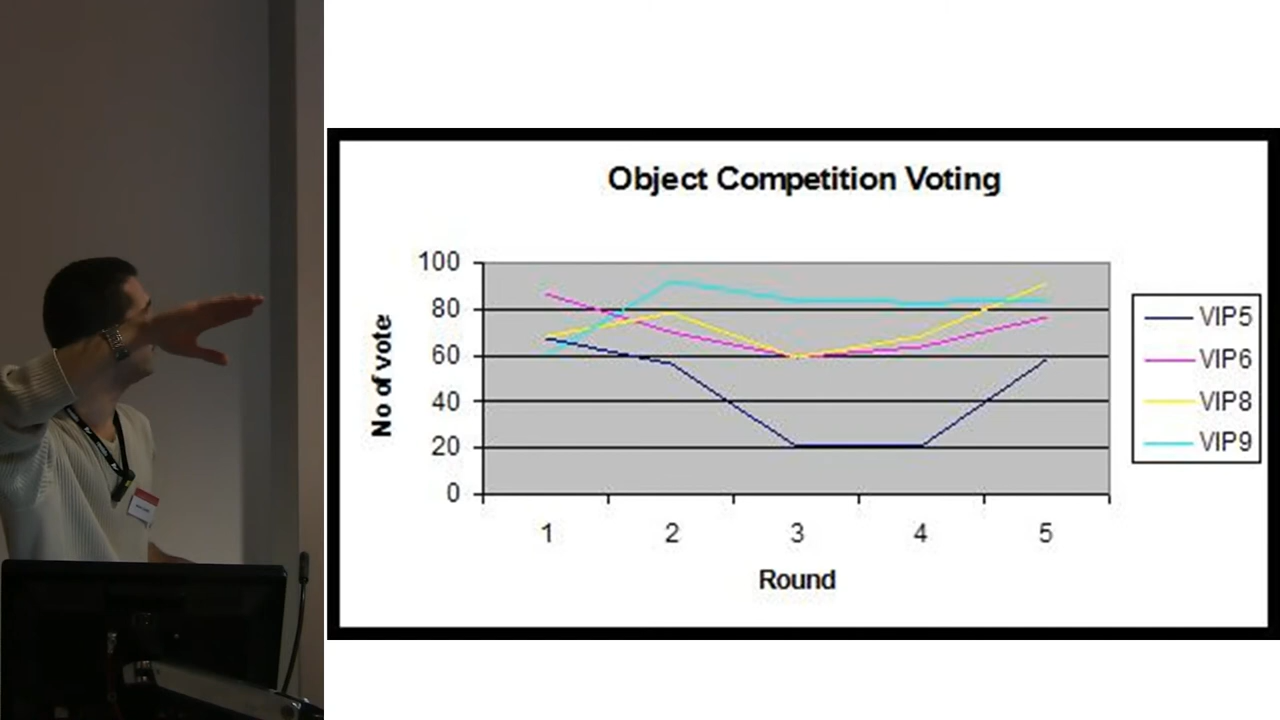 Object Competition Voting
No of vote
100
80
60
40
20
0
1 2 3 4 5
Round
VIP5
VIP6
VIP8
VIP9